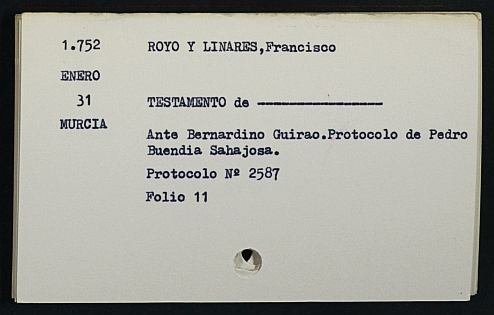 1.752 ROYO Y LINARES,Francisco
ENERO
31 TESTAMENTO de ------------------
MURCIA
Ante Bernardino Guirao.Protocolo de Pedro
Buendia Sahajosa.
Protocolo Nº 2587
Folio 11